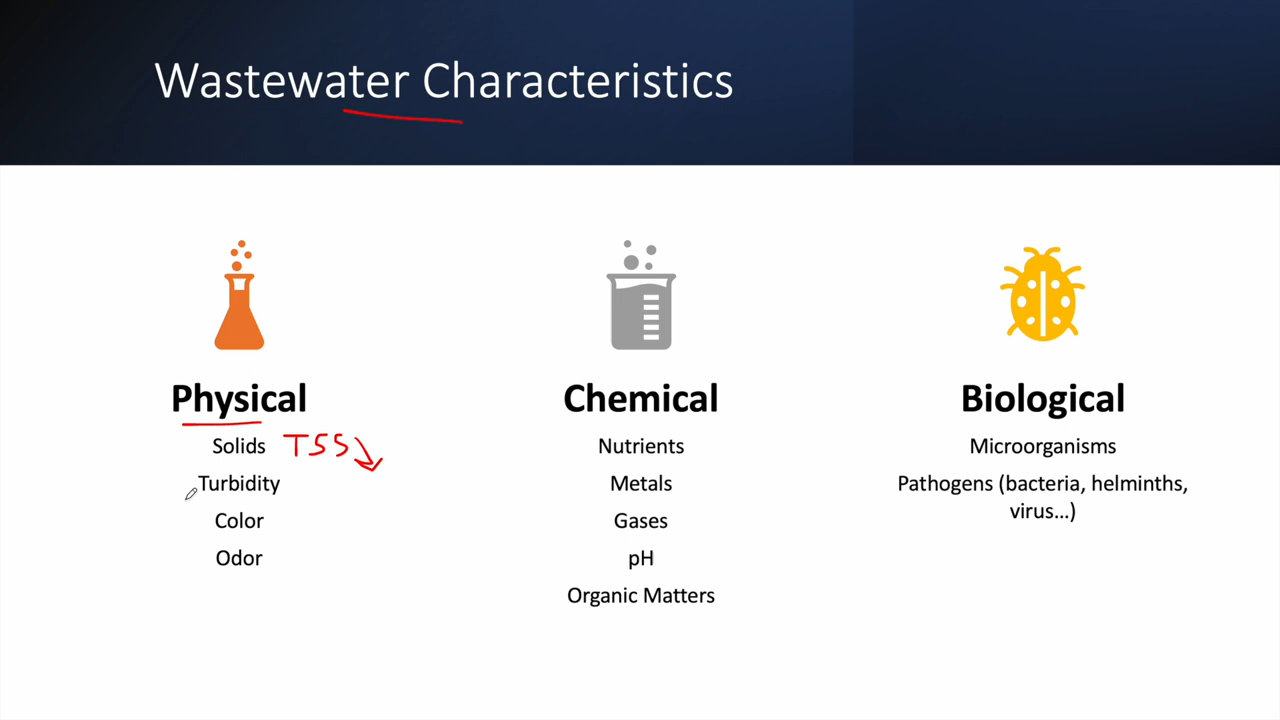 Wastewater Characteristics
Physical
Solids TSS
Turbidity
Color
Odor
Chemical
Nutrients
Metals
Gases
pH
Organic Matters
Biological
Microorganisms
Pathogens (bacteria, helminths,
virus...)